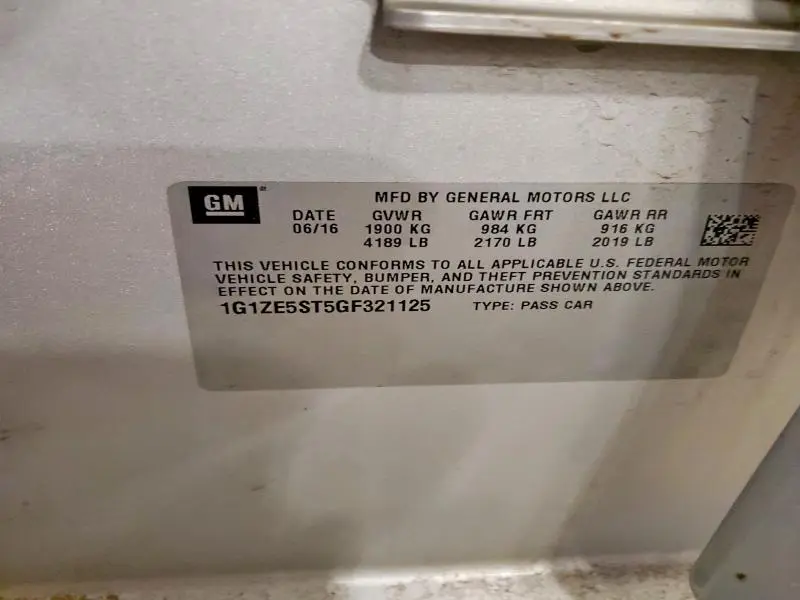 GM
MFD BY GENERAL MOTORS LLC
DATE GVWR GAWR FRT GAWR RR
06/16 1900 KG 984 KG 916 KG
4189 LB 2170 LB 2019 LB
THIS VEHICLE CONFORMS TO ALL APPLICABLE U.S. FEDERAL MOTOR
VEHICLE SAFETY, BUMPER, AND THEFT PREVENTION STANDARDS IN
EFFECT ON THE DATE OF MANUFACTURE SHOWN ABOVE.
1G1ZE5ST5GF321125 TYPE: PASS CAR